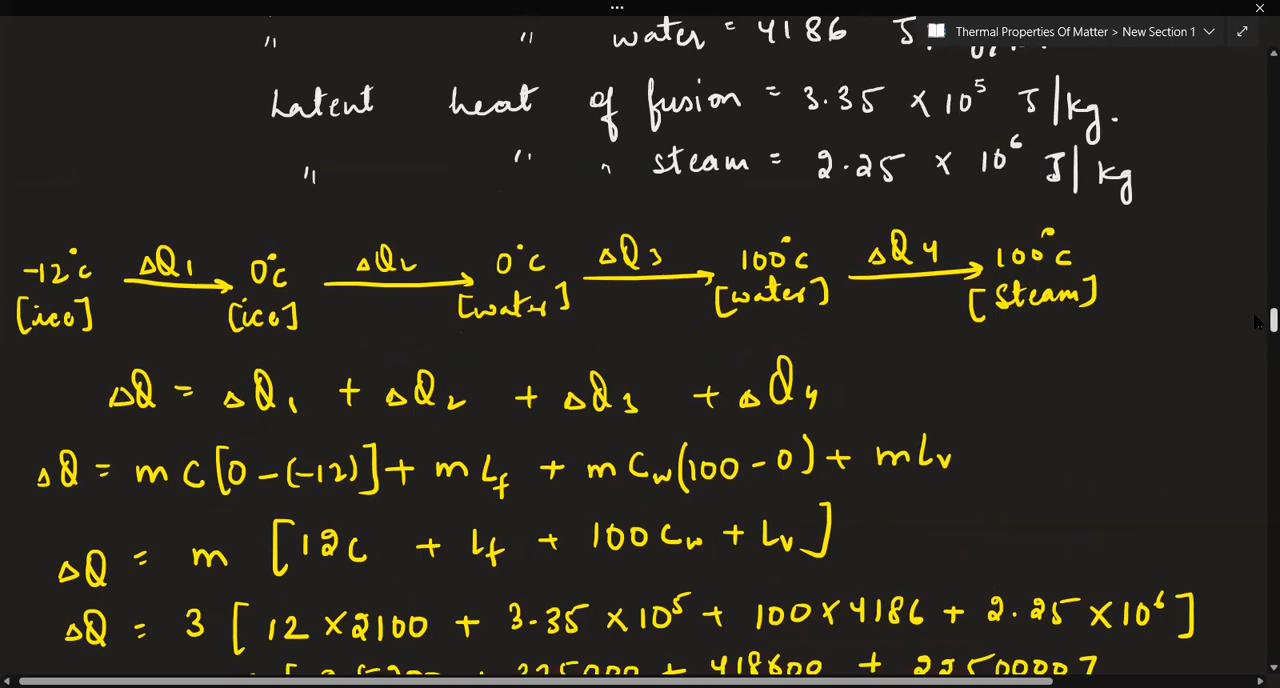 ...
Thermal Properties Of Matter > New Section 1
" " water = 4186 J
Latent heat of fusion = 3.35 × 10⁵ J/kg.
" " " steam = 2.25 × 10⁶ J/kg
-12°C ΔQ1 0°C ΔQ2 0°C ΔQ3 100°C ΔQ4 100°C
[ice] [ice] [water] [water] [steam]
ΔQ = ΔQ1 + ΔQ2 + ΔQ3 + ΔQ4
ΔQ = mC[0-(-12)] + mLf + mCw(100-0) + mLv
ΔQ = m [12C + Lf + 100Cw + Lv]
ΔQ = 3 [12 × 2100 + 3.35 × 10⁵ + 100 × 4186 + 2.25 × 10⁶]
+ 335000 + 418600 + 2250000]